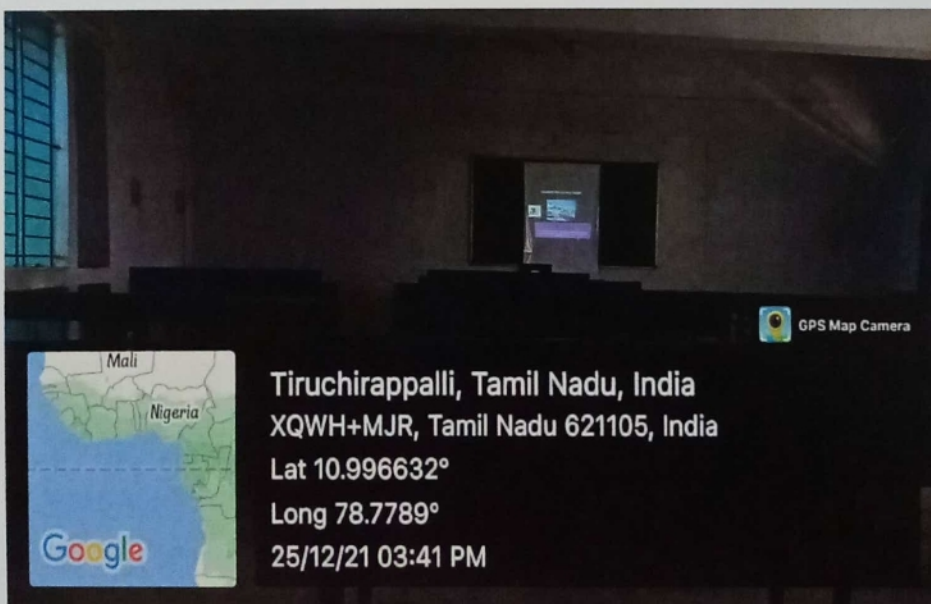 GPS Map Camera
Mali
Nigeria
Google
Tiruchirappalli, Tamil Nadu, India
XQWH+MJR, Tamil Nadu 621105, India
Lat 10.996632°
Long 78.7789°
25/12/21 03:41 PM